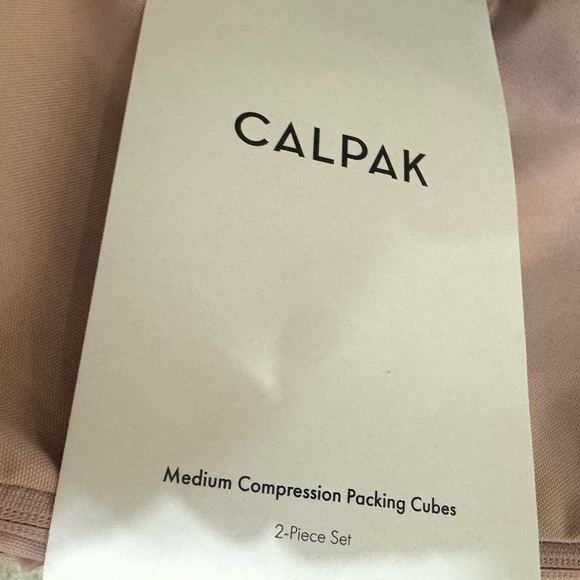 CALPAK
Medium Compression Packing Cubes
2-Piece Set